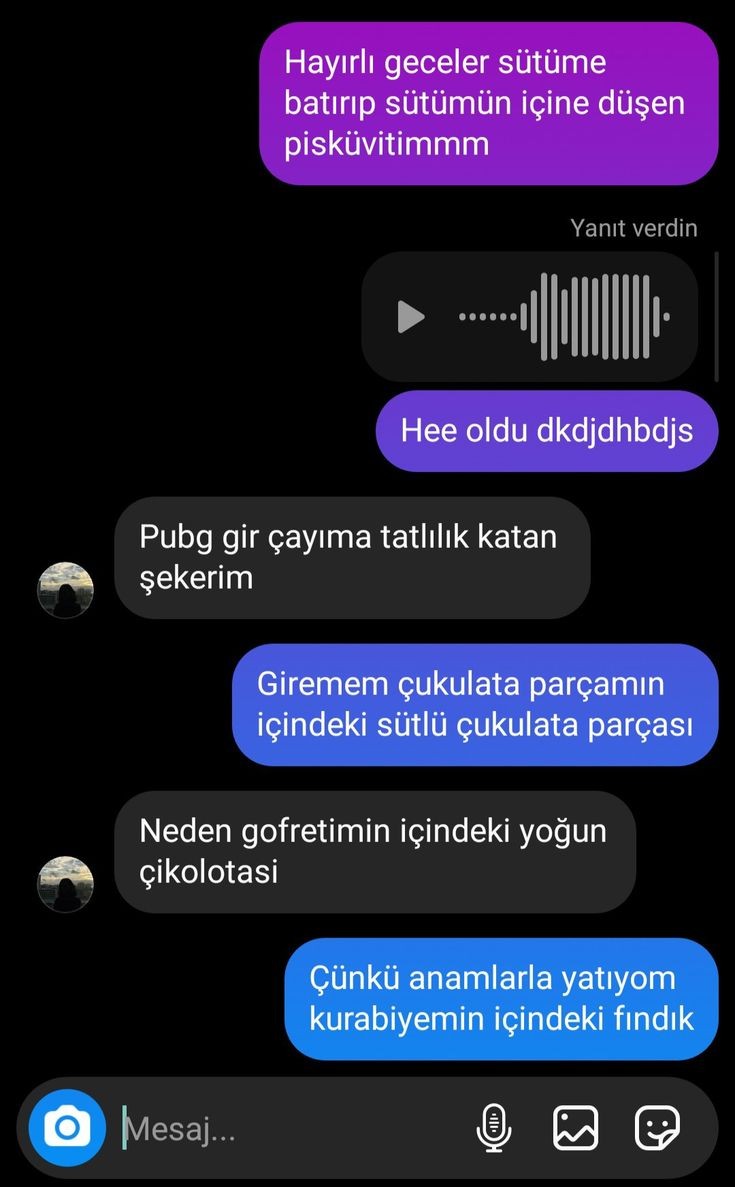 Hayırlı geceler sütüme
batırıp sütümün içine düşen
pisküvitimmm
Yanıt verdin
Hee oldu dkdjdhbdjs
Pubg gir çayıma tatlılık katan
şekerim
Giremem çukulata parçamın
içindeki sütlü çukulata parçası
Neden gofretimin içindeki yoğun
çikolotasi
Çünkü anamlarla yatıyom
kurabiyemin içindeki fındık
Mesaj...